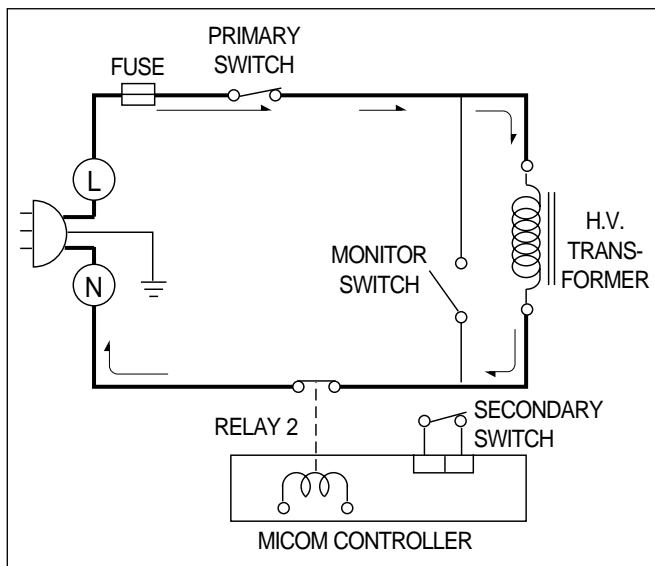 PRIMARY
SWITCH
FUSE
L
N
MONITOR
SWITCH
H.V.
TRANS-
FORMER
RELAY 2
SECONDARY
SWITCH
MICOM CONTROLLER